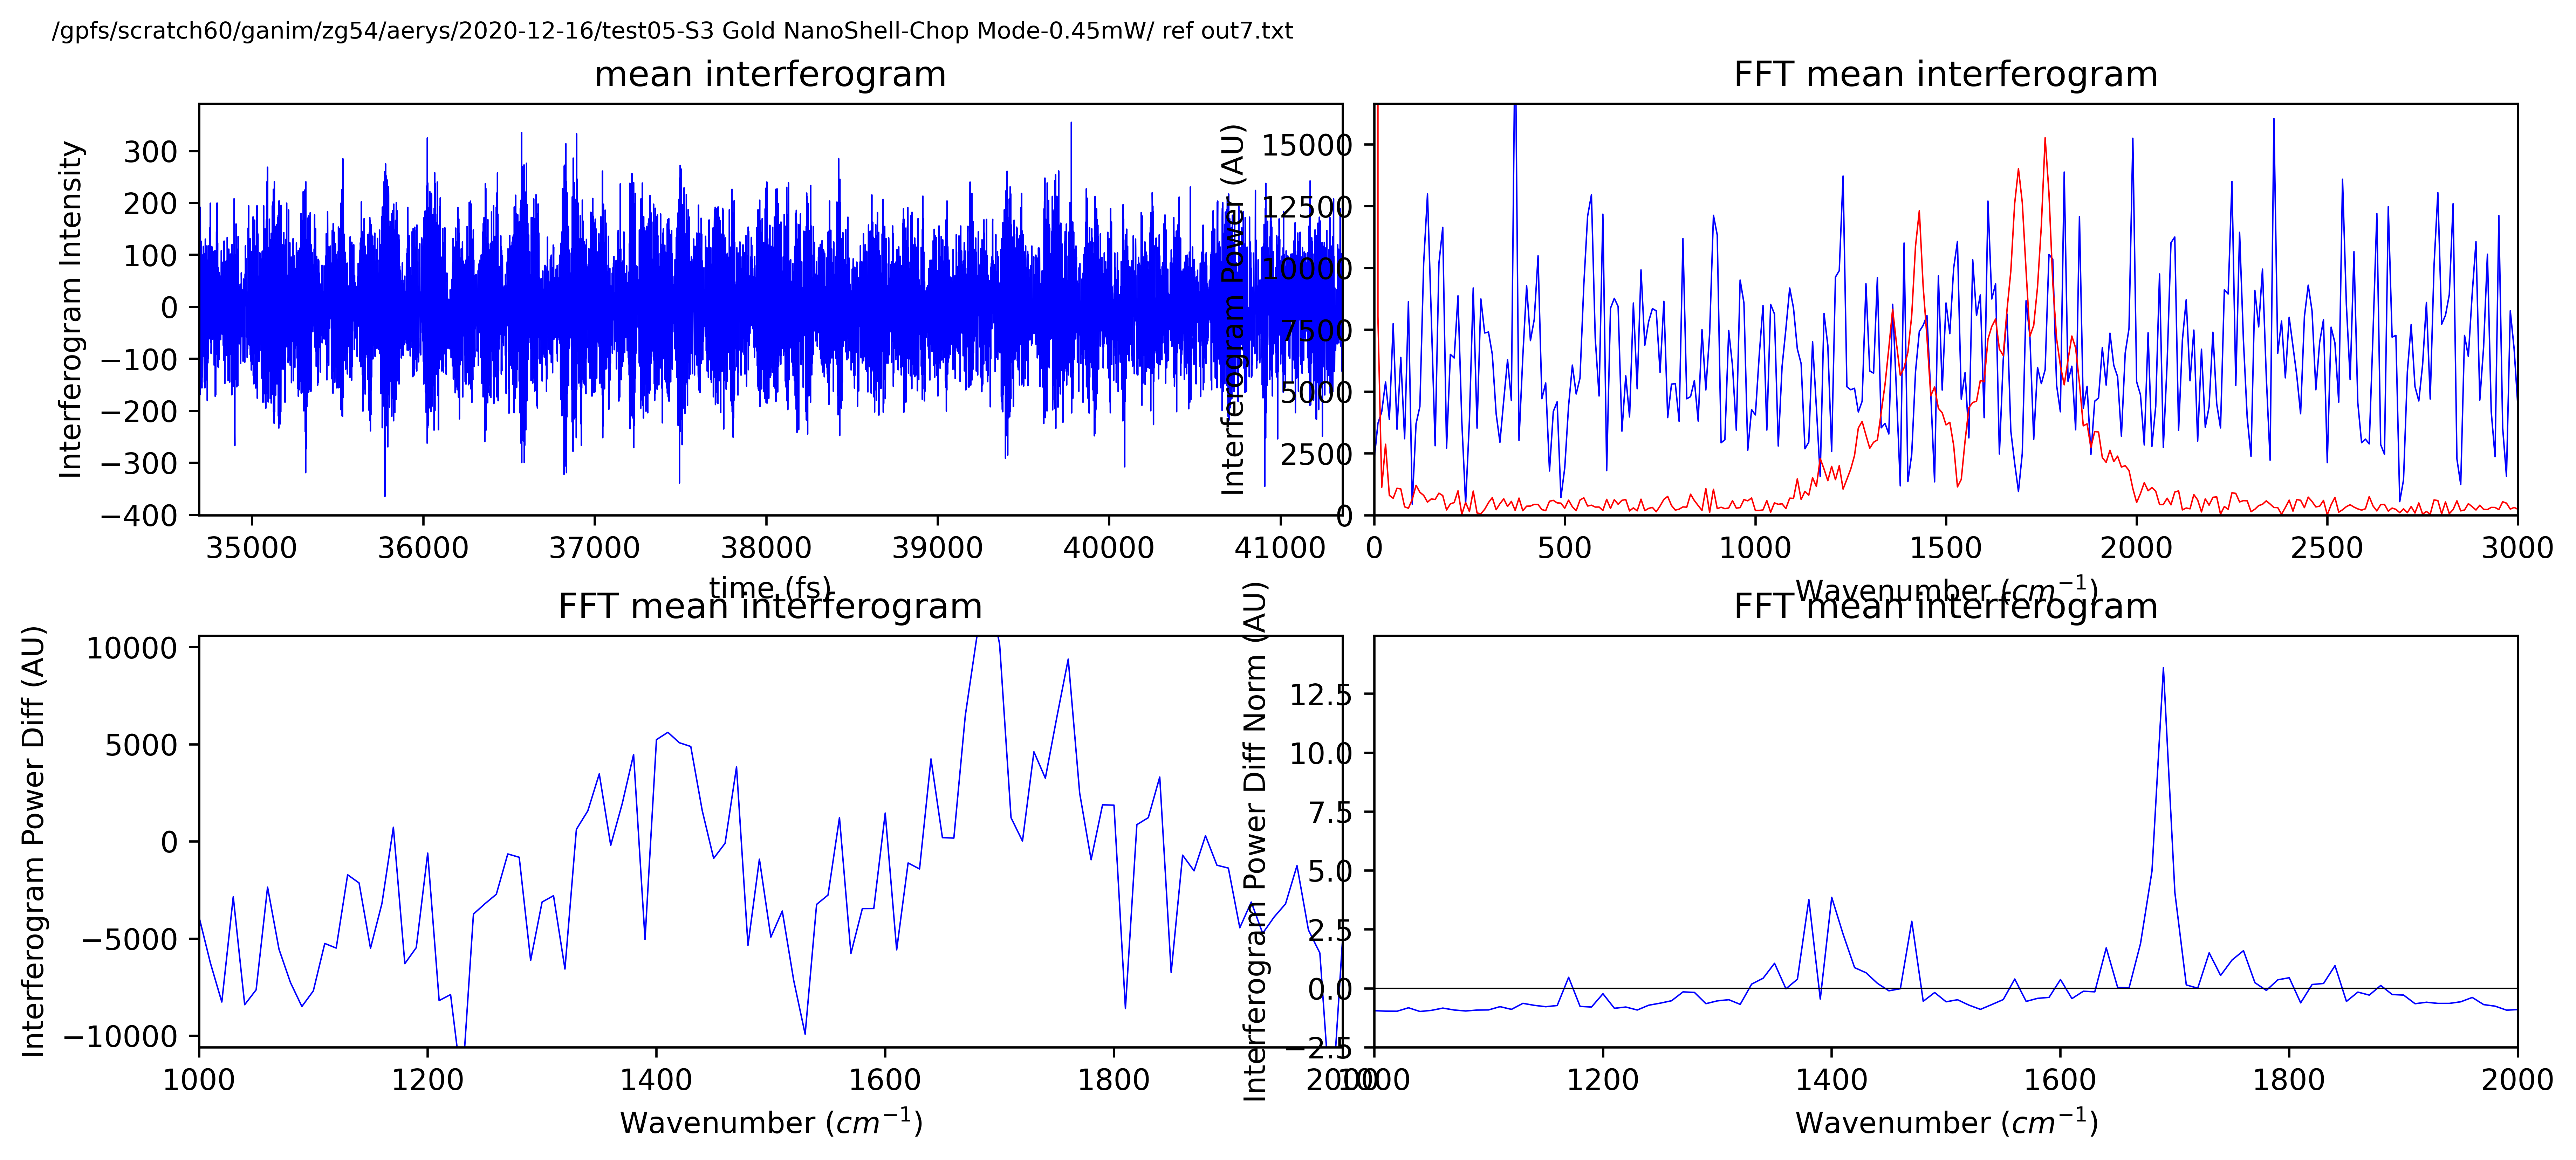 /gpfs/scratch60/ganim/zg54/aerys/2020-12-16/test05-S3 Gold NanoShell-Chop Mode-0.45mW/ ref out7.txt
mean interferogram
Interferogram Intensity
300
200
100
0
−100
−200
−300
−400
35000 36000 37000 38000 39000 40000 41000
time (fs)
FFT mean interferogram
Interferogram Power (AU)
15000
12500
10000
7500
5000
2500
0
0 500 1000 1500 2000 2500 3000
Wavenumber (cm⁻¹)
FFT mean interferogram
Interferogram Power Diff (AU)
10000
5000
0
−5000
−10000
1000 1200 1400 1600 1800 2000
Wavenumber (cm⁻¹)
FFT mean interferogram
Interferogram Power Diff Norm (AU)
12.5
10.0
7.5
5.0
2.5
0.0
−2.5
1000 1200 1400 1600 1800 2000
Wavenumber (cm⁻¹)